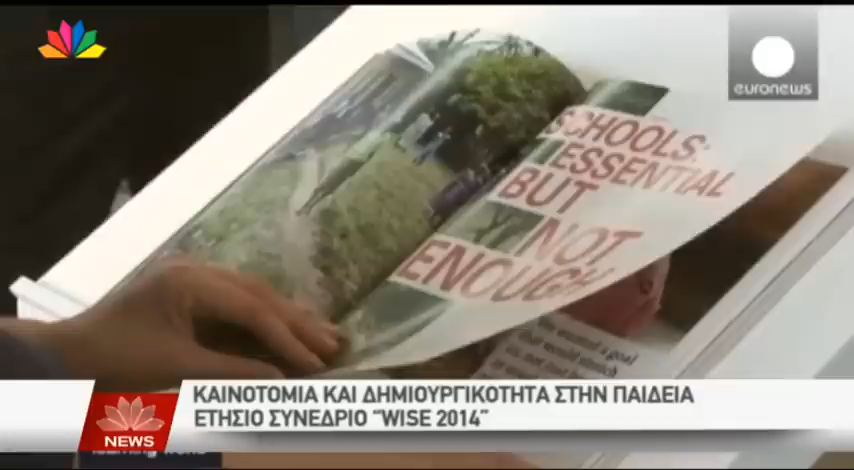 euronews
SCHOOLS:
ESSENTIAL
BUT
NOT
ENOUGH
ΚΑΙΝΟΤΟΜΙΑ ΚΑΙ ΔΗΜΙΟΥΡΓΙΚΟΤΗΤΑ ΣΤΗΝ ΠΑΙΔΕΙΑ
ΕΤΗΣΙΟ ΣΥΝΕΔΡΙΟ "WISE 2014"
NEWS